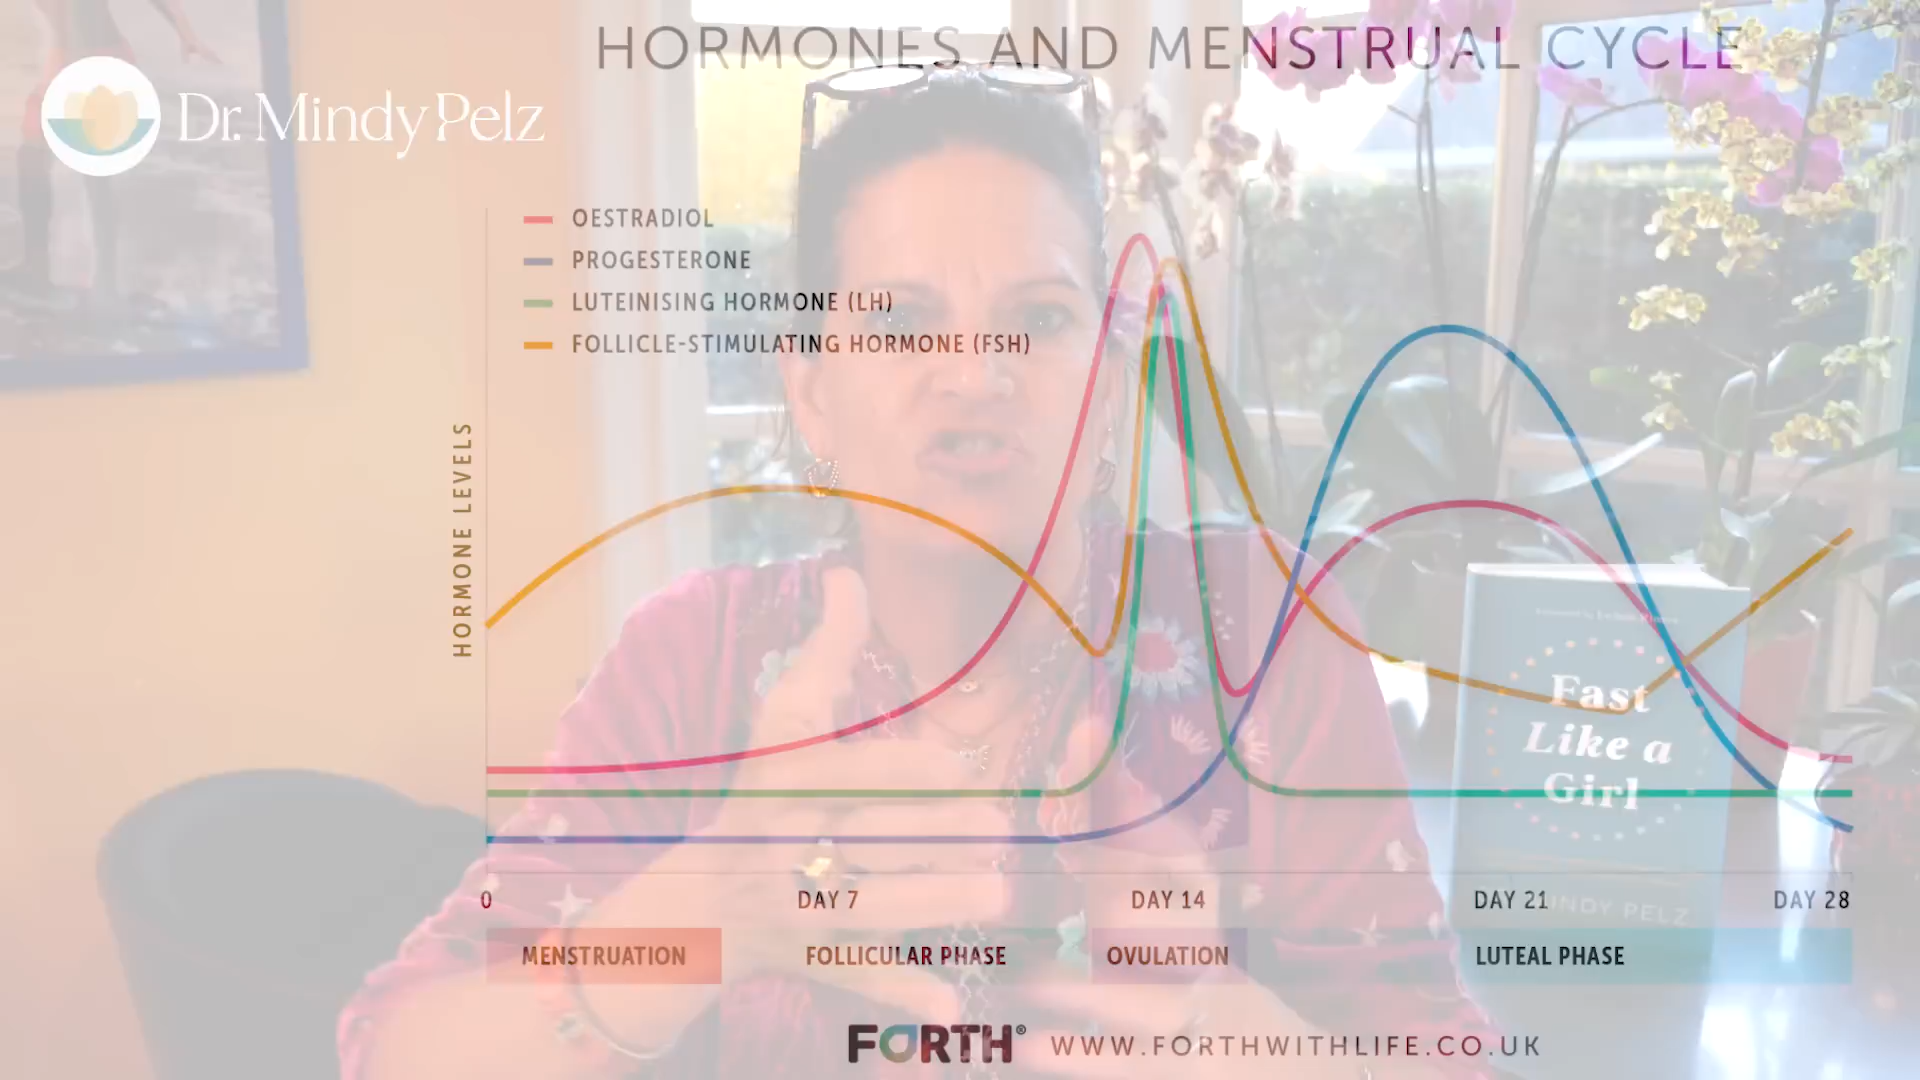 HORMONES AND MENSTRUAL CYCLE
Dr. Mindy Pelz
OESTRADIOL
PROGESTERONE
LUTEINISING HORMONE (LH)
FOLLICLE-STIMULATING HORMONE (FSH)
HORMONE LEVELS
Fast
Like a
Girl
MINDY PELZ
0
DAY 7
DAY 14
DAY 21
DAY 28
MENSTRUATION
FOLLICULAR PHASE
OVULATION
LUTEAL PHASE
FORTH®
WWW.FORTHWITHLIFE.CO.UK